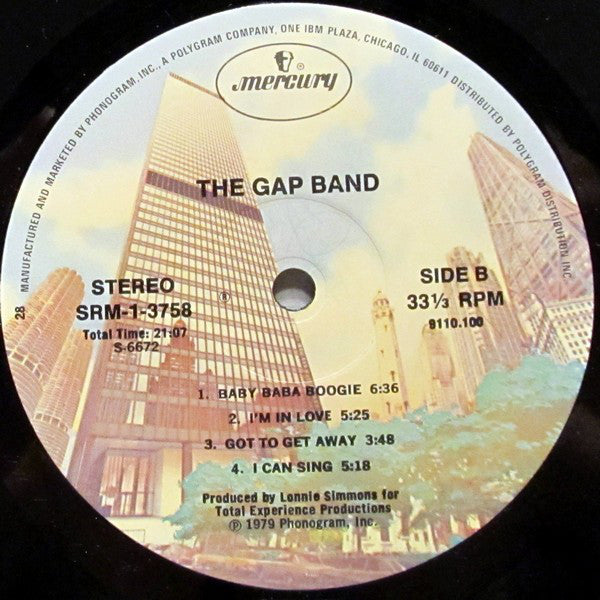 28 MANUFACTURED AND MARKETED BY PHONOGRAM, INC., A POLYGRAM COMPANY, ONE IBM PLAZA, CHICAGO, IL 60611 DISTRIBUTED BY POLYGRAM DISTRIBUTION INC.
mercury
THE GAP BAND
STEREO
SRM-1-3758
Total Time: 21:07
S-6672
SIDE B
33⅓ RPM
9110.100
1. BABY BABA BOOGIE 6:36
2. I'M IN LOVE 5:25
3. GOT TO GET AWAY 3:48
4. I CAN SING 5:18
Produced by Lonnie Simmons for
Total Experience Productions
℗ 1979 Phonogram, Inc.